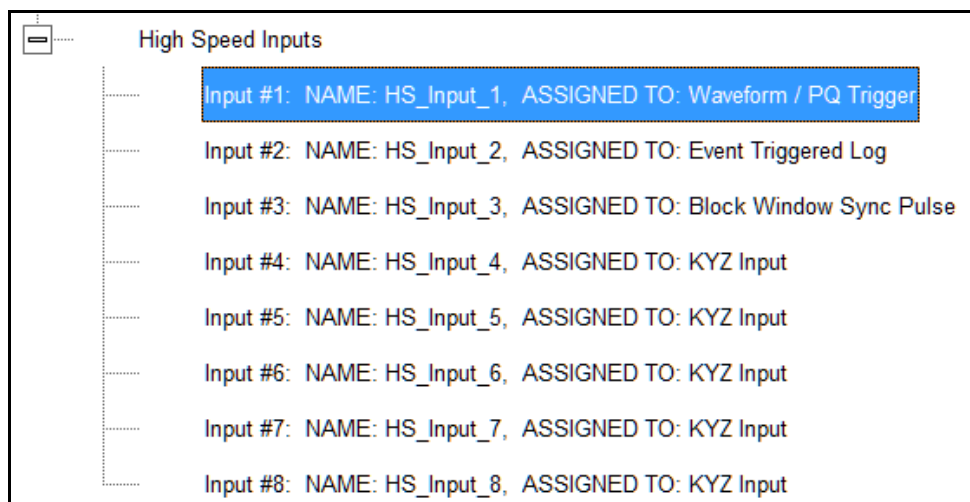 High Speed Inputs
Input #1: NAME: HS_Input_1, ASSIGNED TO: Waveform / PQ Trigger
Input #2: NAME: HS_Input_2, ASSIGNED TO: Event Triggered Log
Input #3: NAME: HS_Input_3, ASSIGNED TO: Block Window Sync Pulse
Input #4: NAME: HS_Input_4, ASSIGNED TO: KYZ Input
Input #5: NAME: HS_Input_5, ASSIGNED TO: KYZ Input
Input #6: NAME: HS_Input_6, ASSIGNED TO: KYZ Input
Input #7: NAME: HS_Input_7, ASSIGNED TO: KYZ Input
Input #8: NAME: HS_Input_8, ASSIGNED TO: KYZ Input